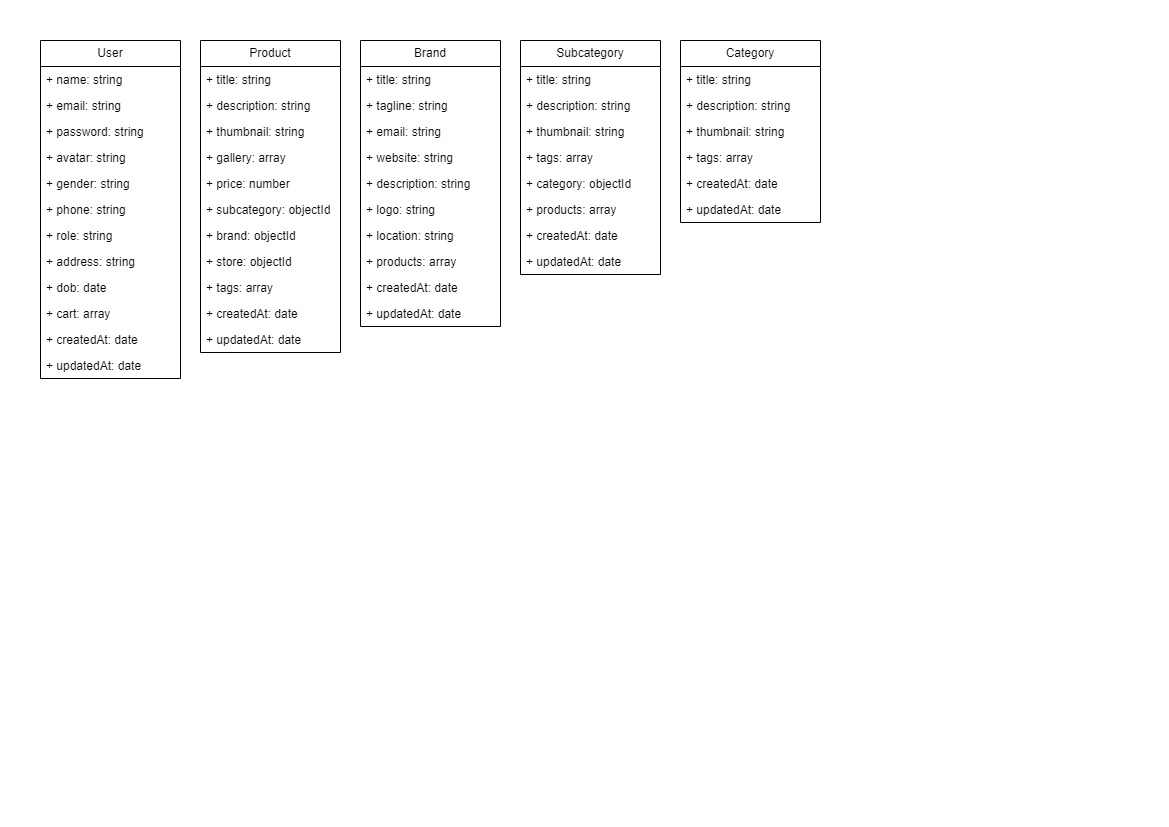 User
+ name: string
+ email: string
+ password: string
+ avatar: string
+ gender: string
+ phone: string
+ role: string
+ address: string
+ dob: date
+ cart: array
+ createdAt: date
+ updatedAt: date
Product
+ title: string
+ description: string
+ thumbnail: string
+ gallery: array
+ price: number
+ subcategory: objectId
+ brand: objectId
+ store: objectId
+ tags: array
+ createdAt: date
+ updatedAt: date
Brand
+ title: string
+ tagline: string
+ email: string
+ website: string
+ description: string
+ logo: string
+ location: string
+ products: array
+ createdAt: date
+ updatedAt: date
Subcategory
+ title: string
+ description: string
+ thumbnail: string
+ tags: array
+ category: objectId
+ products: array
+ createdAt: date
+ updatedAt: date
Category
+ title: string
+ description: string
+ thumbnail: string
+ tags: array
+ createdAt: date
+ updatedAt: date